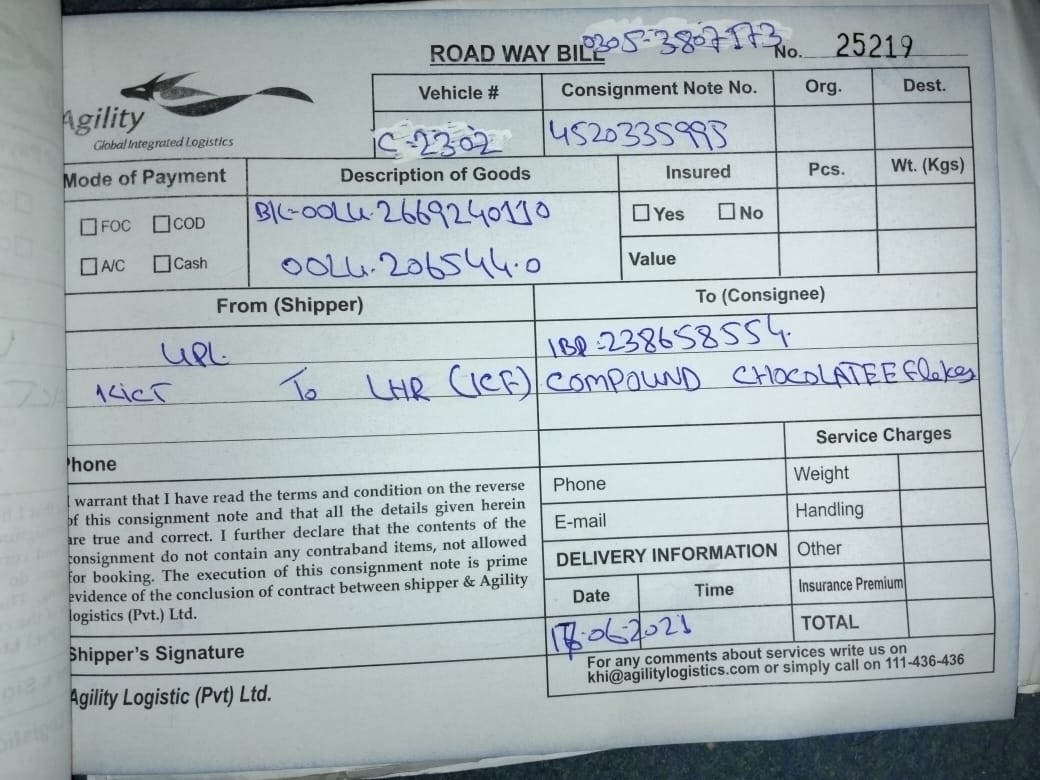 ROAD WAY BILL 0305-3807173 No. 25219
Agility
Global Integrated Logistics
Vehicle # Consignment Note No. Org. Dest.
C-2302 4520335993
Mode of Payment Description of Goods Insured Pcs. Wt. (Kgs)
FOC COD B/L-OOLU.2669240110 Yes No
A/C Cash OOLU.206544.0 Value
From (Shipper) To (Consignee)
UPL. IBP-238658554.
KICT To LHR (ICF) COMPOUND CHOCOLATEE Flakes
Service Charges
Phone
Phone Weight
E-mail Handling
DELIVERY INFORMATION Other
Date Time Insurance Premium
-06-2021 TOTAL
I warrant that I have read the terms and condition on the reverse
of this consignment note and that all the details given herein
are true and correct. I further declare that the contents of the
consignment do not contain any contraband items, not allowed
for booking. The execution of this consignment note is prime
evidence of the conclusion of contract between shipper & Agility
logistics (Pvt.) Ltd.
Shipper's Signature
For any comments about services write us on
khi@agilitylogistics.com or simply call on 111-436-436
Agility Logistic (Pvt) Ltd.